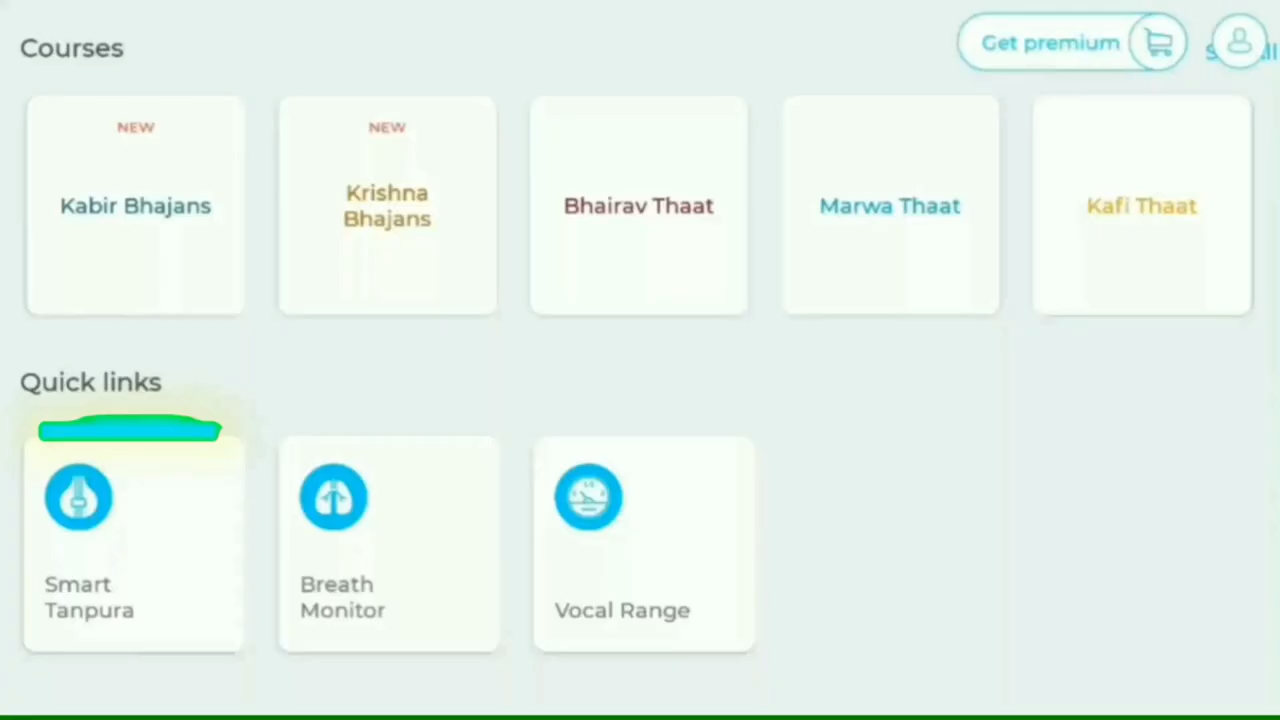 Courses
Get premium
NEW
Kabir Bhajans
NEW
Krishna
Bhajans
Bhairav Thaat
Marwa Thaat
Kafi Thaat
Quick links
Smart
Tanpura
Breath
Monitor
Vocal Range